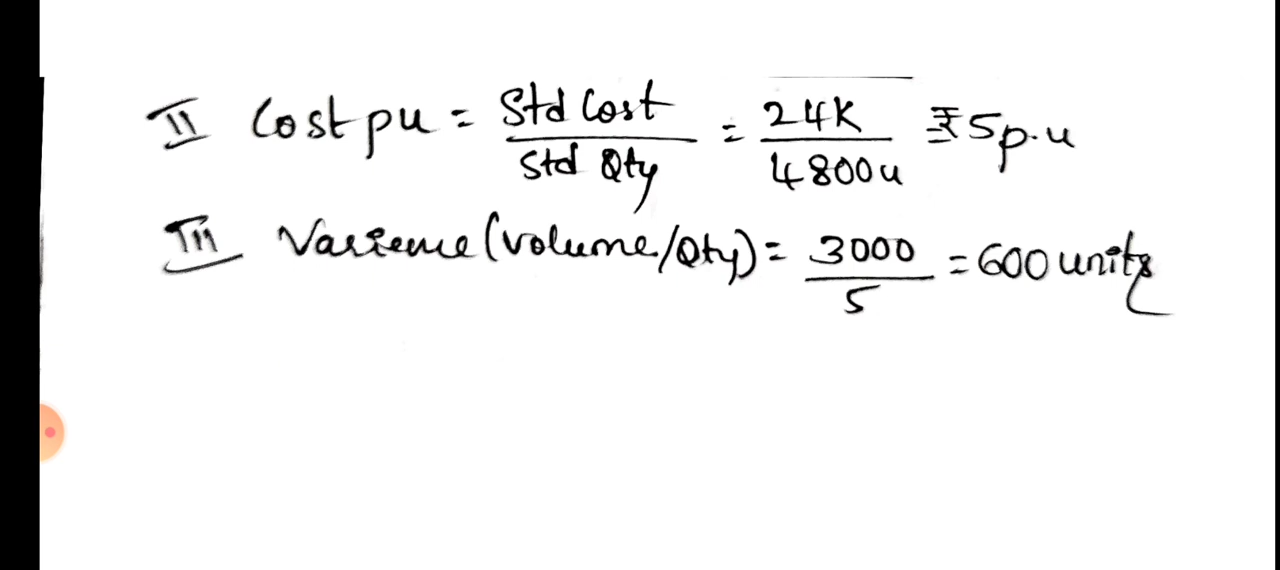 II Cost pu = Std Cost / Std Qty = 24K / 4800u = ₹5p.u
III Varience (Volume/Qty) = 3000 / 5 = 600 units